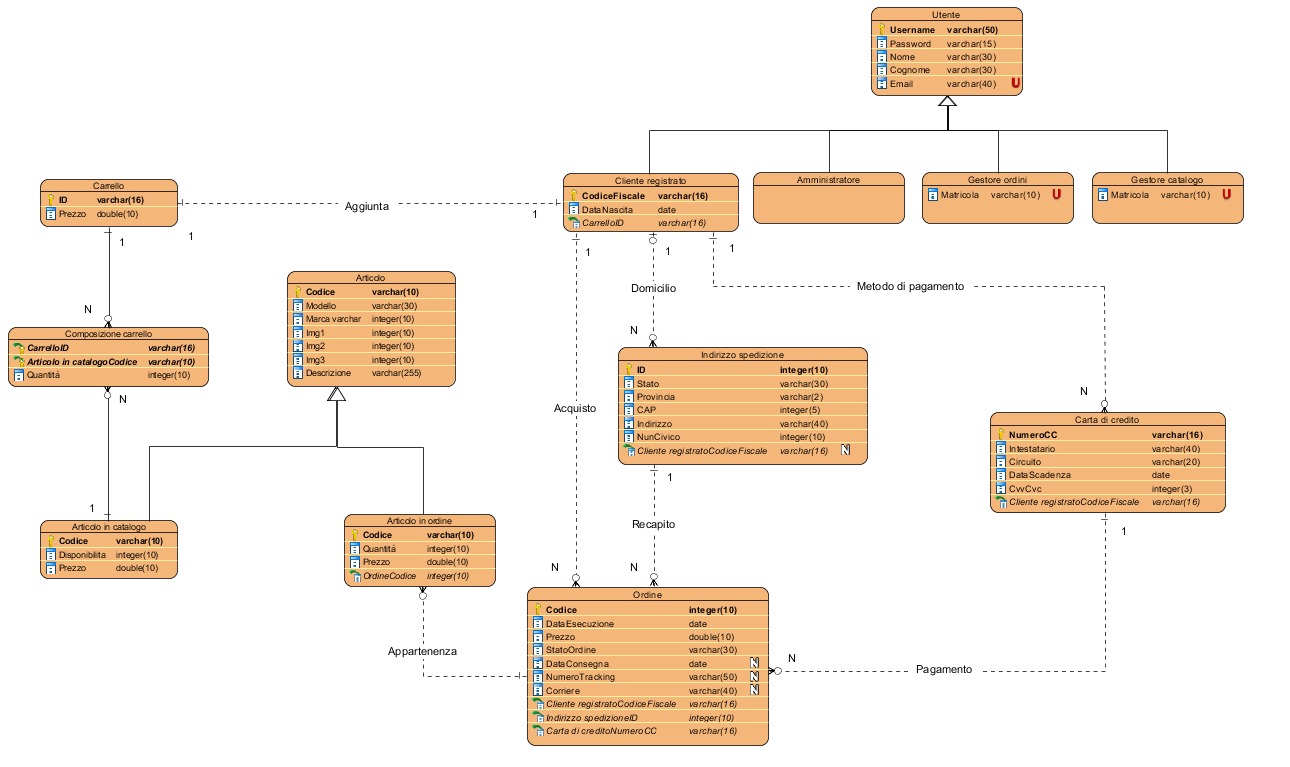 Utente
Username varchar(50)
Password varchar(15)
Nome varchar(30)
Cognome varchar(30)
Email varchar(40) U
Carrello
ID varchar(16)
Prezzo double(10)
Aggiunta
1
1
Cliente registrato
CodiceFiscale varchar(16)
DataNascita date
CarrelloID varchar(16)
Amministratore
Gestore ordini
Matricola varchar(10) U
Gestore catalogo
Matricola varchar(10) U
1
N
1
1
1
Articolo
Codice varchar(10)
Modello varchar(30)
Marca varchar integer(10)
Img1 integer(10)
Img2 integer(10)
Img3 integer(10)
Descrizione varchar(255)
Domicilio
N
Metodo di pagamento
N
Composizione carrello
CarrelloID varchar(16)
Articolo in catalogoCodice varchar(10)
Quantità integer(10)
N
1
Indirizzo spedizione
ID integer(10)
Stato varchar(30)
Provincia varchar(2)
CAP integer(5)
Indirizzo varchar(40)
NunCivico integer(10)
Cliente registratoCodiceFiscale varchar(16) N
Acquisto
N
1
Recapito
N
Carta di credito
NumeroCC varchar(16)
Intestatario varchar(40)
Circuito varchar(20)
DataScadenza date
CvvCvc integer(3)
Cliente registratoCodiceFiscale varchar(16)
1
Articolo in catalogo
Codice varchar(10)
Disponibilita integer(10)
Prezzo double(10)
Articolo in ordine
Codice varchar(10)
Quantità integer(10)
Prezzo double(10)
OrdineCodice integer(10)
Appartenenza
Ordine
Codice integer(10)
DataEsecuzione date
Prezzo double(10)
StatoOrdine varchar(30)
DataConsegna date N
NumeroTracking varchar(50) N
Corriere varchar(40) N
Cliente registratoCodiceFiscale varchar(16)
Indirizzo spedizioneID integer(10)
Carta di creditoNumeroCC varchar(16)
N
Pagamento